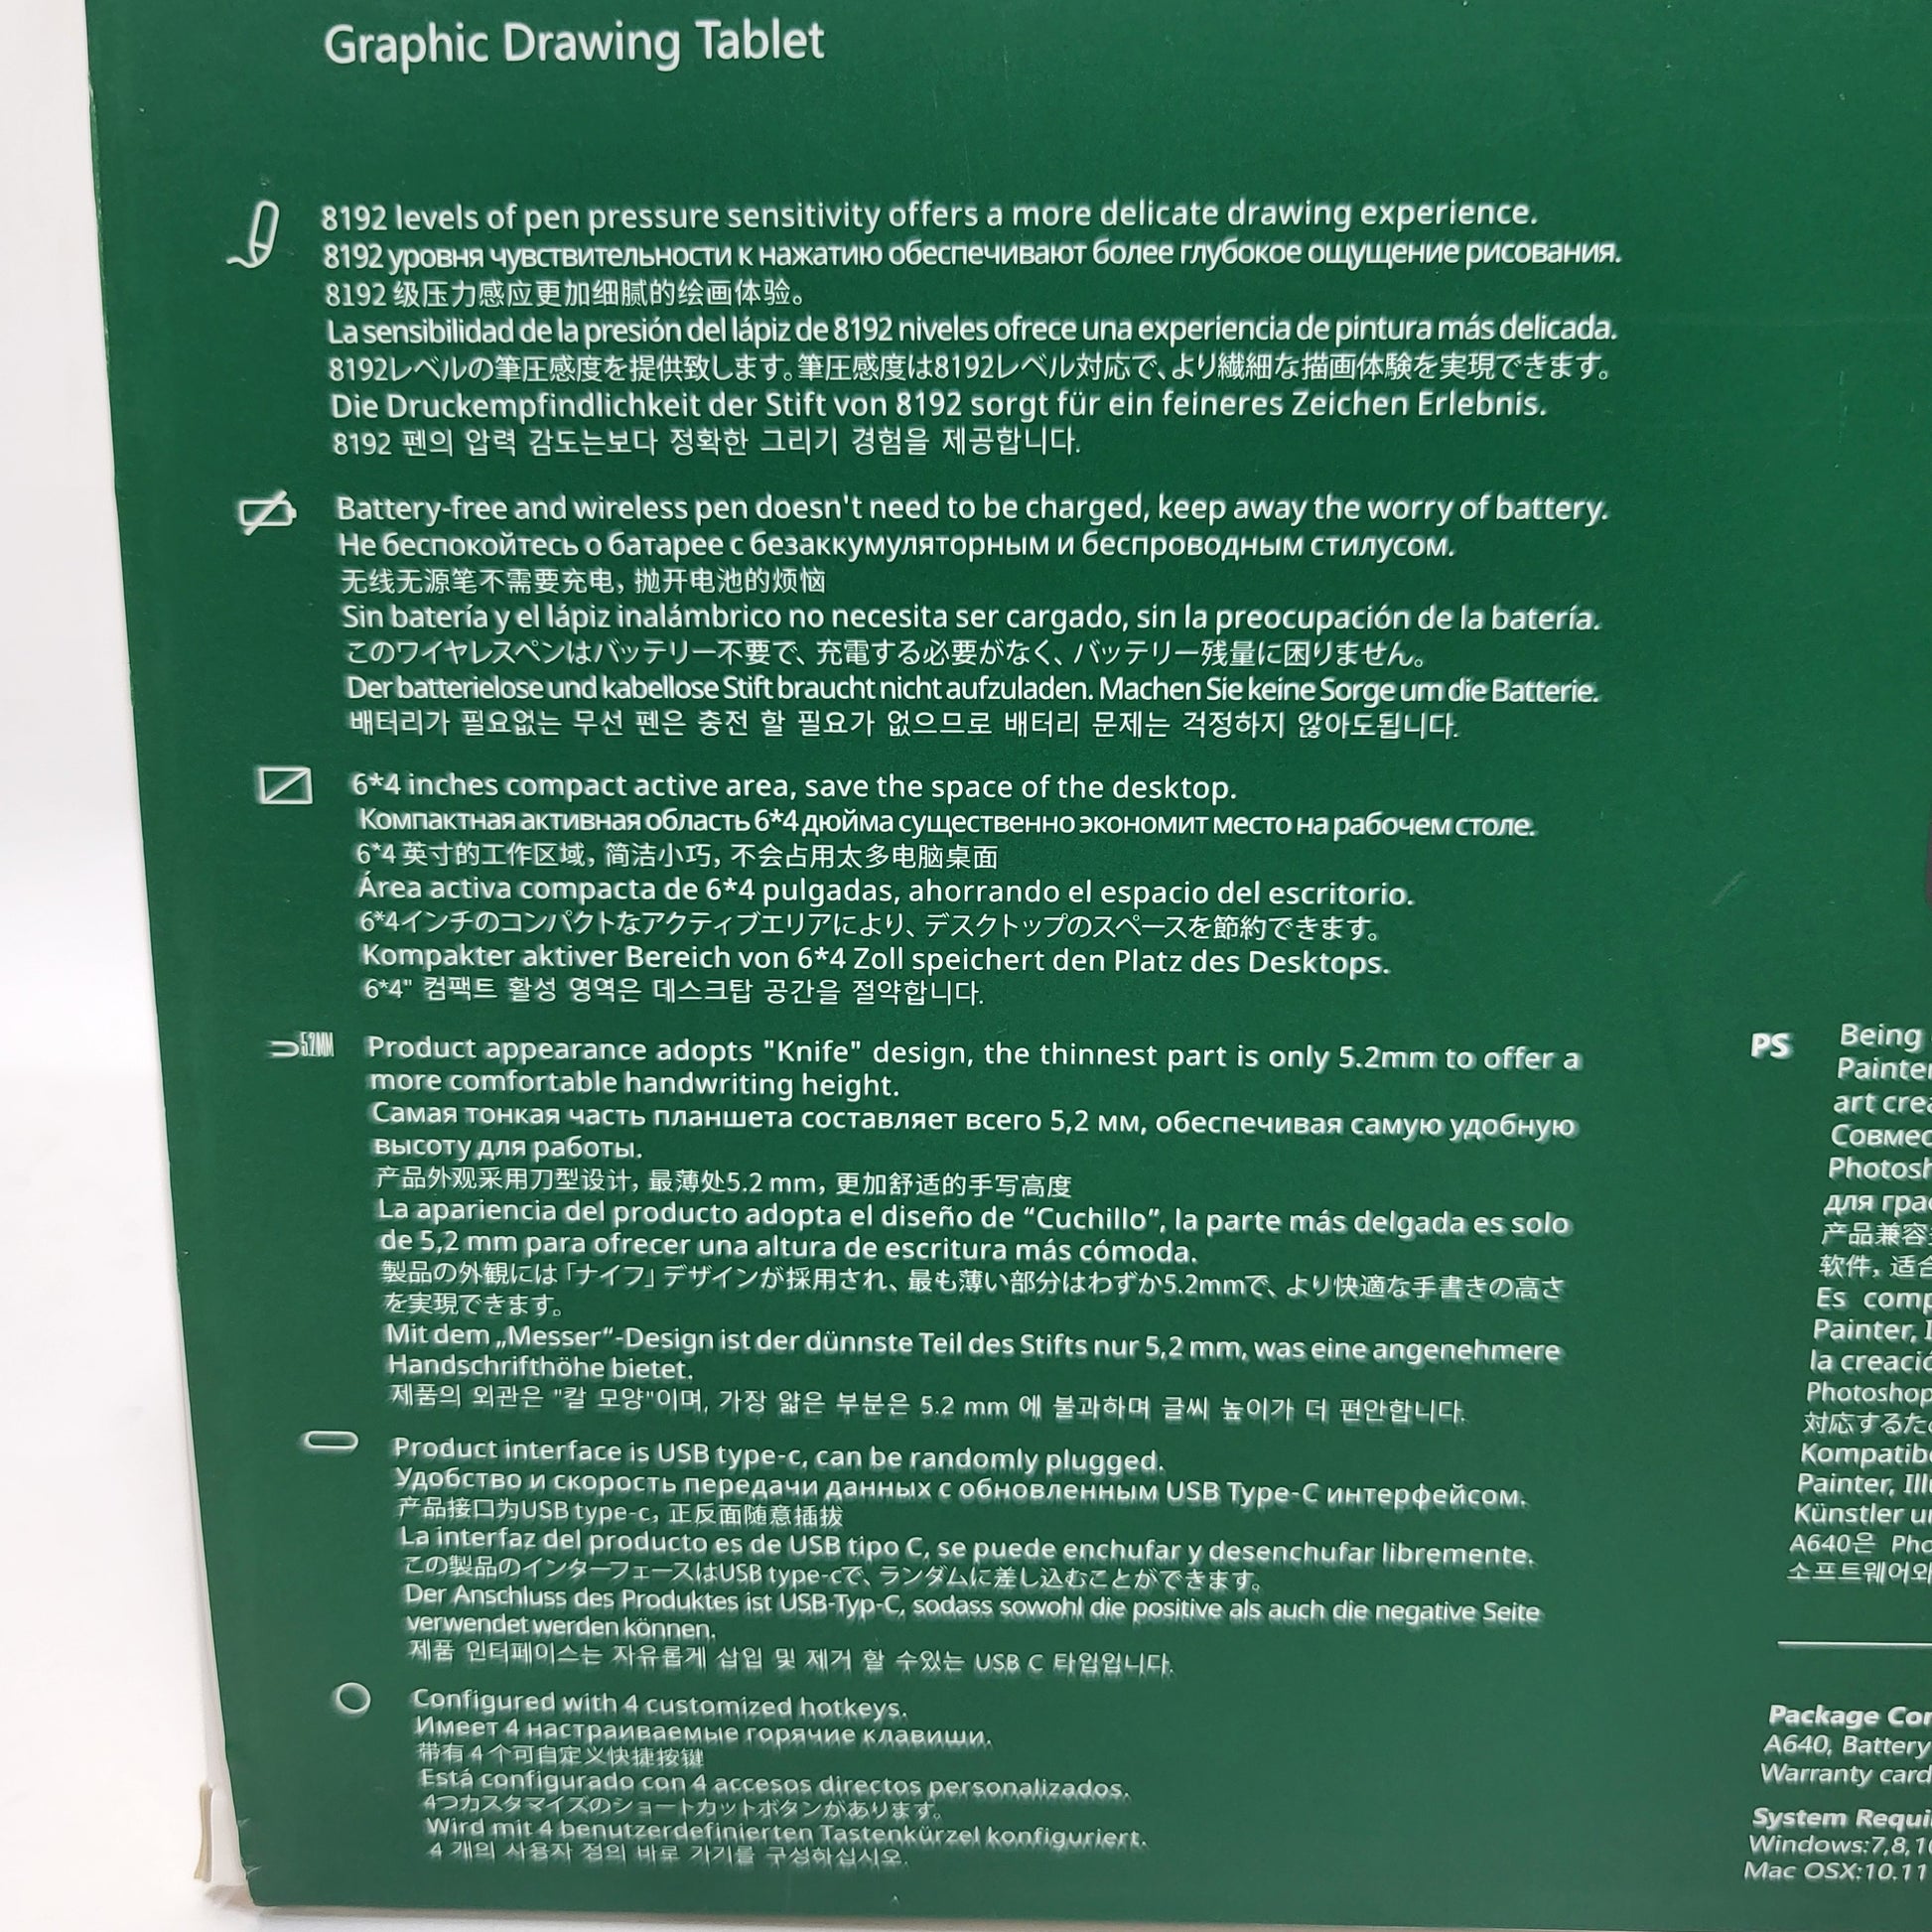 Graphic Drawing Tablet
8192 levels of pen pressure sensitivity offers a more delicate drawing experience.
8192 уровня чувствительности к нажатию обеспечивают более глубокое ощущение рисования.
8192 级压力感应更加细腻的绘画体验。
La sensibilidad de la presión del lápiz de 8192 niveles ofrece una experiencia de pintura más delicada.
8192レベルの筆圧感度を提供致します。筆圧感度は8192レベル対応で、より繊細な描画体験を実現できます。
Die Druckempfindlichkeit der Stift von 8192 sorgt für ein feineres Zeichen Erlebnis.
8192 펜의 압력 감도는보다 정확한 그리기 경험을 제공합니다.
Battery-free and wireless pen doesn't need to be charged, keep away the worry of battery.
Не беспокойтесь о батарее с безаккумуляторным и беспроводным стилусом.
无线无源笔不需要充电, 抛开电池的烦恼
Sin batería y el lápiz inalámbrico no necesita ser cargado, sin la preocupación de la batería.
このワイヤレスペンはバッテリー不要で、充電する必要がなく、バッテリー残量に困りません。
Der batterielose und kabellose Stift braucht nicht aufzuladen. Machen Sie keine Sorge um die Batterie.
배터리가 필요없는 무선 펜은 충전 할 필요가 없으므로 배터리 문제는 걱정하지 않아도됩니다.
6*4 inches compact active area, save the space of the desktop.
Компактная активная область 6*4 дюйма существенно экономит место на рабочем столе.
6*4 英寸的工作区域, 简洁小巧, 不会占用太多电脑桌面
Área activa compacta de 6*4 pulgadas, ahorrando el espacio del escritorio.
6*4インチのコンパクトなアクティブエリアにより、デスクトップのスペースを節約できます。
Kompakter aktiver Bereich von 6*4 Zoll speichert den Platz des Desktops.
6*4" 컴팩트 활성 영역은 데스크탑 공간을 절약합니다.
5.2MM
Product appearance adopts "Knife" design, the thinnest part is only 5.2mm to offer a
more comfortable handwriting height.
Самая тонкая часть планшета составляет всего 5,2 мм, обеспечивая самую удобную
высоту для работы.
产品外观采用刀型设计, 最薄处5.2 mm, 更加舒适的手写高度
La apariencia del producto adopta el diseño de “Cuchillo”, la parte más delgada es solo
de 5,2 mm para ofrecer una altura de escritura más cómoda.
製品の外観には「ナイフ」デザインが採用され、最も薄い部分はわずか5.2mmで、より快適な手書きの高さ
を実現できます。
Mit dem „Messer“-Design ist der dünnste Teil des Stifts nur 5,2 mm, was eine angenehmere
Handschrifthöhe bietet.
제품의 외관은 "칼 모양"이며, 가장 얇은 부분은 5.2 mm 에 불과하며 글씨 높이가 더 편안합니다.
Product interface is USB type-c, can be randomly plugged.
Удобство и скорость передачи данных с обновленным USB Type-C интерфейсом.
产品接口为USB type-c, 正反面随意插拔
La interfaz del producto es de USB tipo C, se puede enchufar y desenchufar libremente.
この製品のインターフェースはUSB type-cで、ランダムに差し込むことができます。
Der Anschluss des Produktes ist USB-Typ-C, sodass sowohl die positive als auch die negative Seite
verwendet werden können.
제품 인터페이스는 자유롭게 삽입 및 제거 할 수있는 USB C 타입입니다.
Configured with 4 customized hotkeys.
Имеет 4 настраиваемые горячие клавиши.
带有 4 个可自定义快捷按键
Está configurado con 4 accesos directos personalizados.
4つカスタマイズのショートカットボタンがあります。
Wird mit 4 benutzerdefinierten Tastenkürzel konfiguriert.
4 개의 사용자 정의 바로 가기를 구성하십시오.
PS
Being
Painter
art crea
Совмес
Photosh
для граф
产品兼容
软件, 适合
Es comp
Painter, I
la creació
Photoshop
対応するため
Kompatibe
Painter, Illu
Künstler un
A640은 Pho
소프트웨어와
Package Con
A640, Battery
Warranty card
System Requi
Windows:7,8,10
Mac OSX:10.11